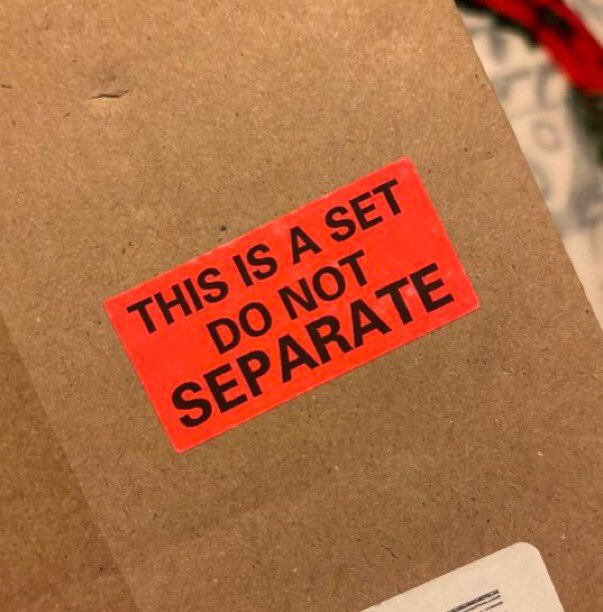 THIS IS A SET
DO NOT
SEPARATE